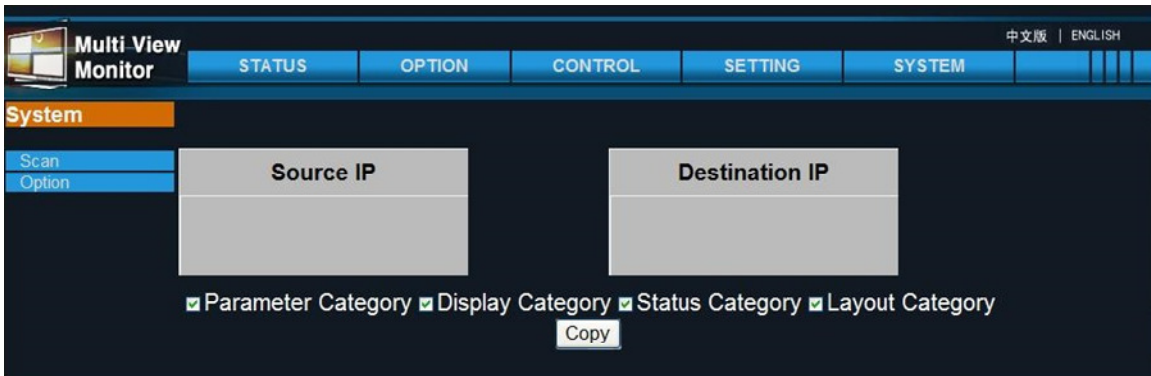 Multi View
Monitor
中文版 | ENGLISH
STATUS OPTION CONTROL SETTING SYSTEM
System
Scan
Option
Source IP Destination IP
Parameter Category Display Category Status Category Layout Category
Copy